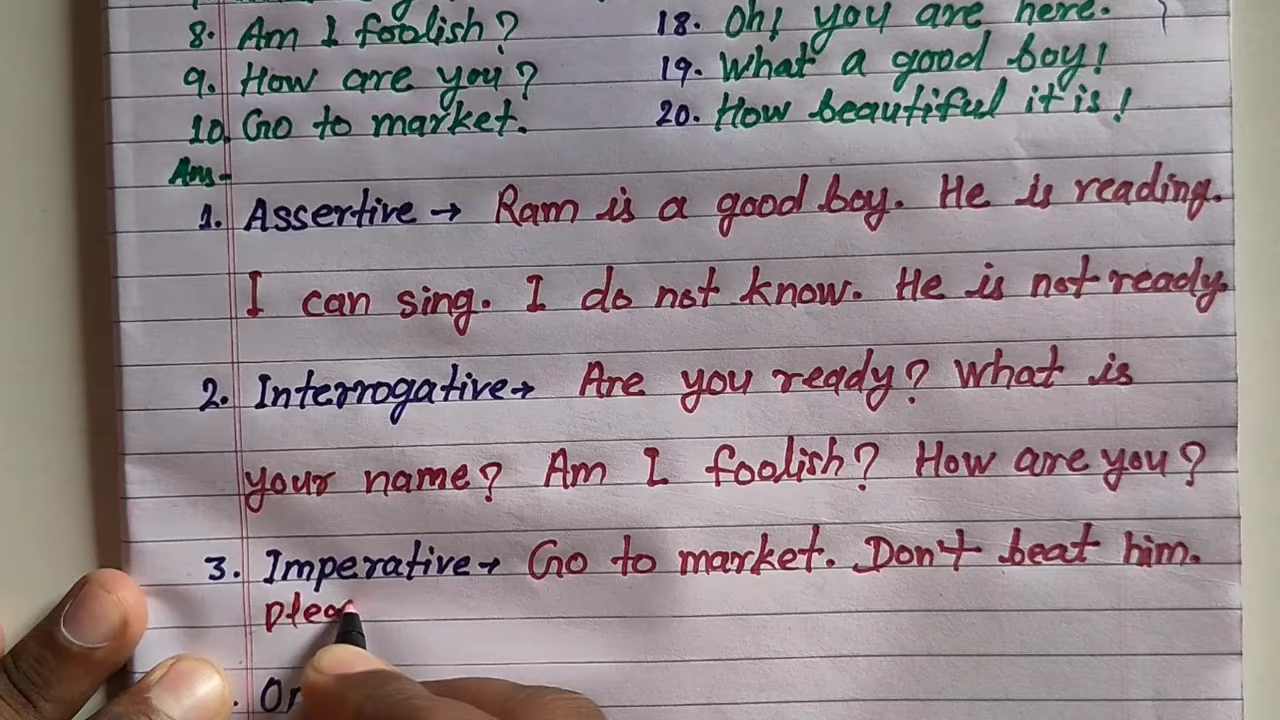 8. Am I foolish?
18. Oh! you are here.
9. How are you?
19. What a good boy!
10. Go to market.
20. How beautiful it is!
Ans-
1. Assertive → Ram is a good boy. He is reading.
I can sing. I do not know. He is not ready.
2. Interrogative → Are you ready? What is
your name? Am I foolish? How are you?
3. Imperative → Go to market. Don't beat him.
Plea